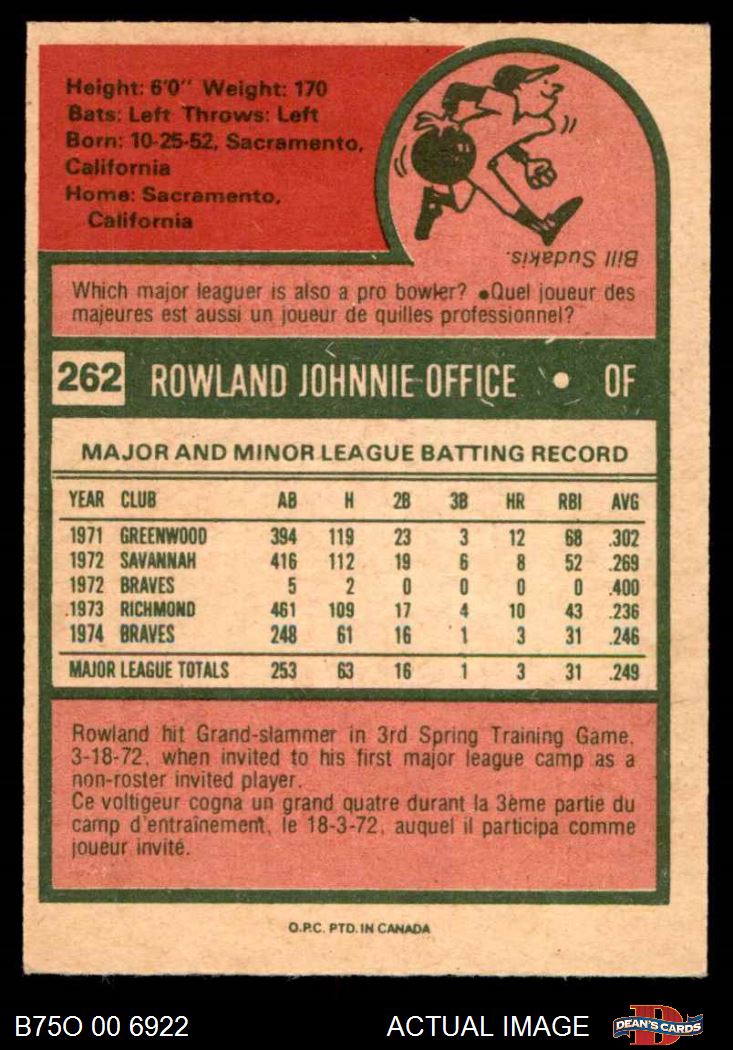 Height: 6'0" Weight: 170
Bats: Left Throws: Left
Born: 10-25-52, Sacramento,
California
Home: Sacramento,
California
Bill Sudakis.
Which major leaguer is also a pro bowler? ●Quel joueur des
majeures est aussi un joueur de quilles professionnel?
262 ROWLAND JOHNNIE OFFICE • OF
MAJOR AND MINOR LEAGUE BATTING RECORD
YEAR CLUB AB H 2B 3B HR RBI AVG
1971 GREENWOOD 394 119 23 3 12 68 .302
1972 SAVANNAH 416 112 19 6 8 52 .269
1972 BRAVES 5 2 0 0 0 0 .400
1973 RICHMOND 461 109 17 4 10 43 .236
1974 BRAVES 248 61 16 1 3 31 .246
MAJOR LEAGUE TOTALS 253 63 16 1 3 31 .249
Rowland hit Grand-slammer in 3rd Spring Training Game,
3-18-72, when invited to his first major league camp as a
non-roster invited player.
Ce voltigeur cogna un grand quatre durant la 3ème partie du
camp d'entraînement, le 18-3-72, auquel il participa comme
joueur invité.
O.P.C. PTD. IN CANADA
B75O 00 6922 ACTUAL IMAGE DEAN'S CARDS